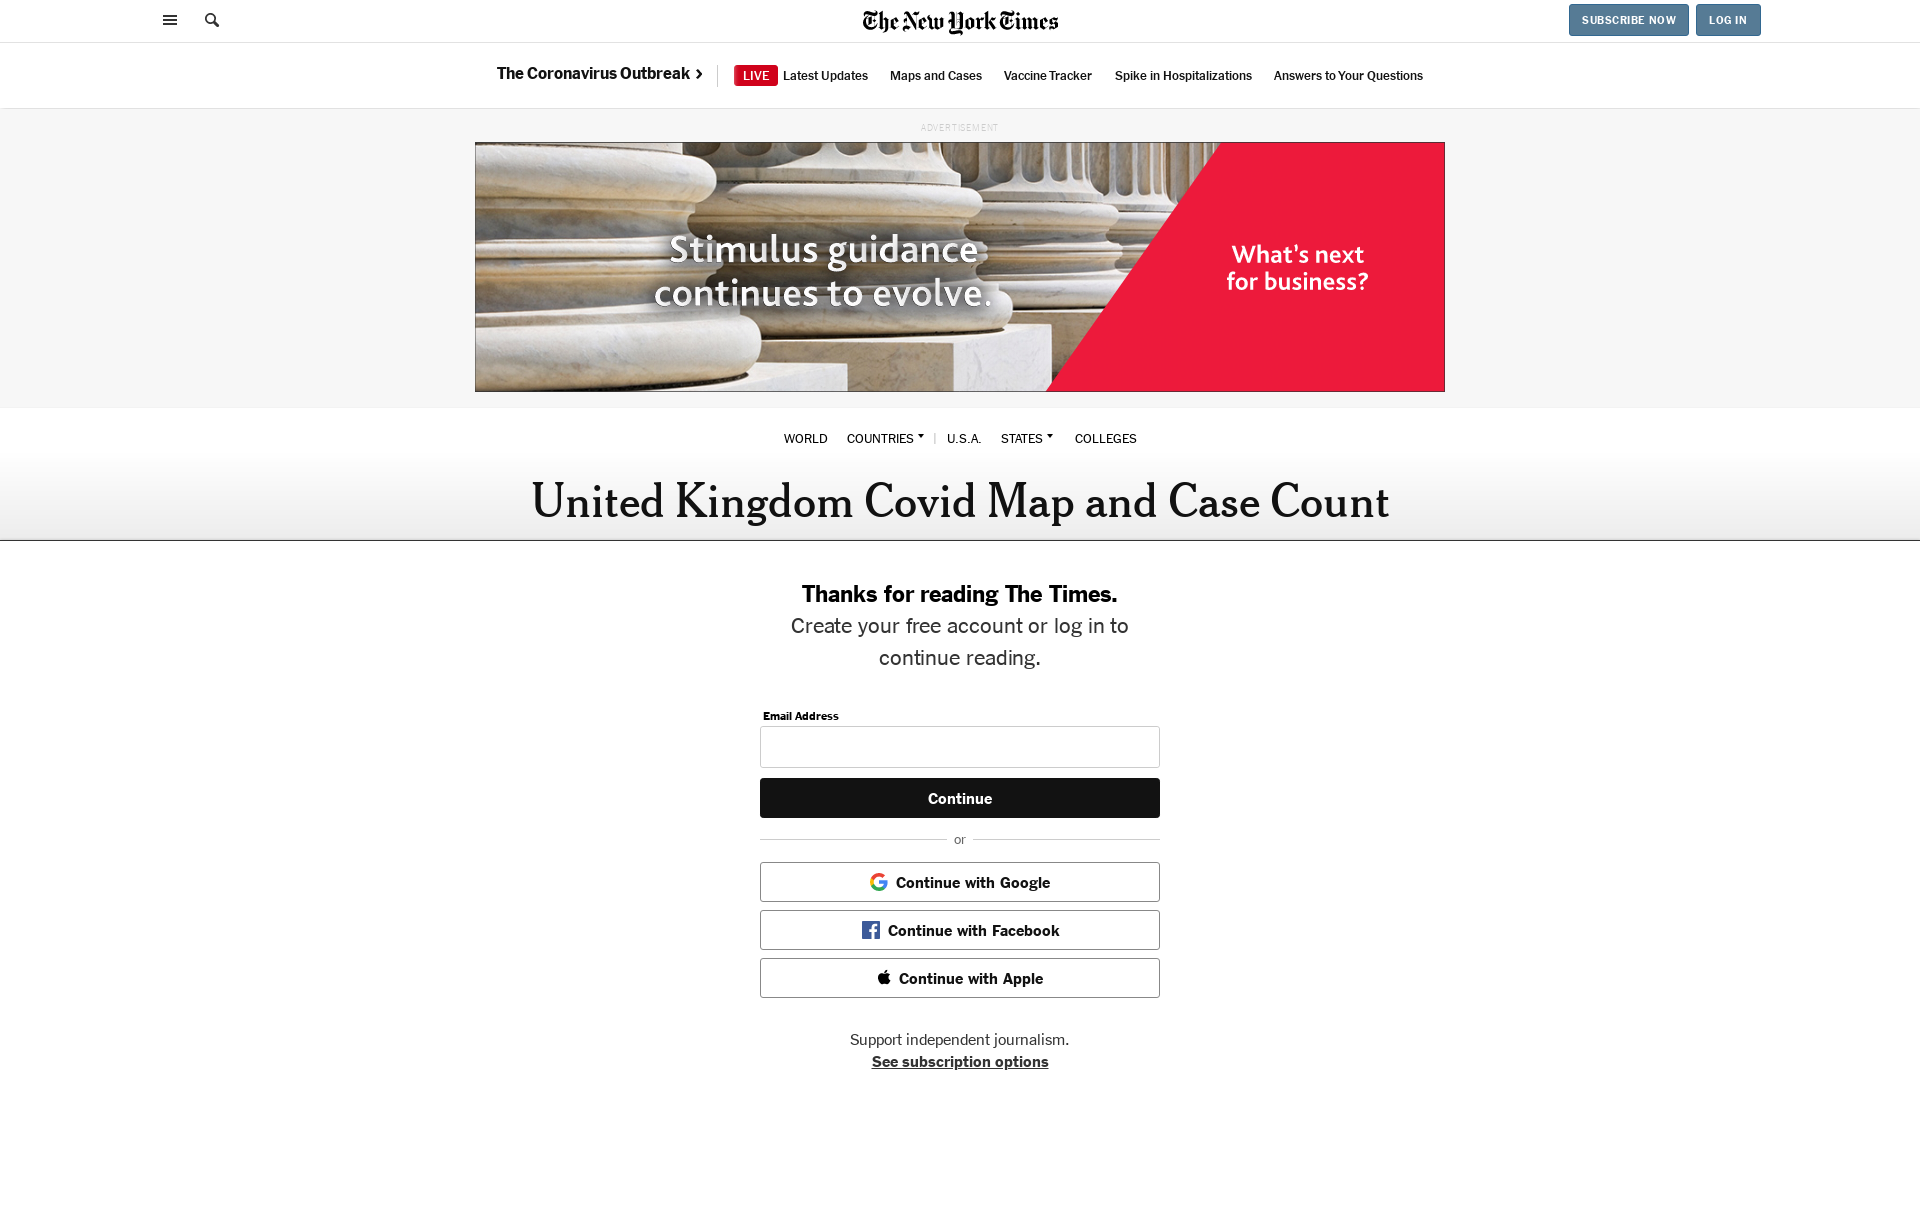 The New York Times
SUBSCRIBE NOW
LOG IN
The Coronavirus Outbreak
LIVE Latest Updates
Maps and Cases
Vaccine Tracker
Spike in Hospitalizations
Answers to Your Questions
ADVERTISEMENT
Stimulus guidance
continues to evolve.
What's next
for business?
WORLD
COUNTRIES
U.S.A.
STATES
COLLEGES
United Kingdom Covid Map and Case Count
Thanks for reading The Times.
Create your free account or log in to
continue reading.
Email Address
Continue
or
Continue with Google
Continue with Facebook
Continue with Apple
Support independent journalism.
See subscription options